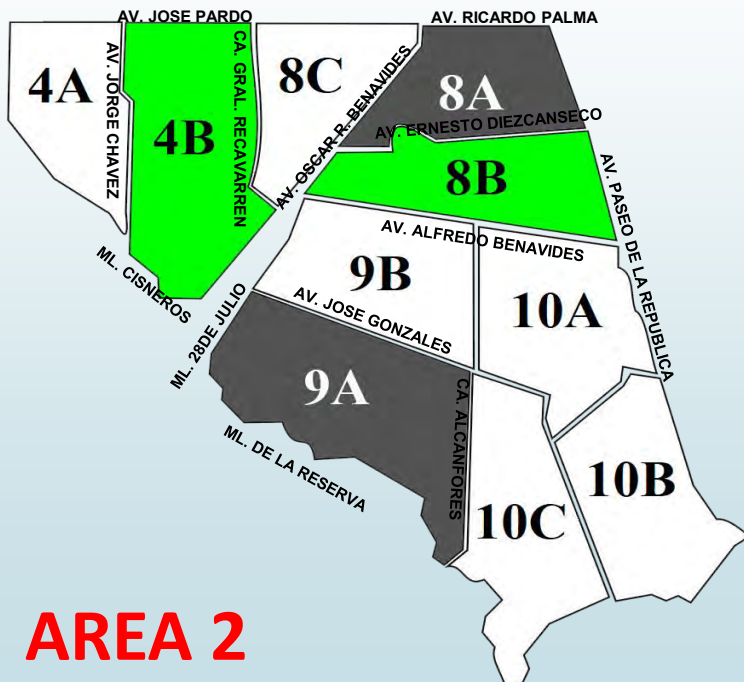 AV. JOSE PARDO
AV. RICARDO PALMA
4A
AV. JORGE CHAVEZ
4B
CA. GRAL. RECAVARREN
8C
AV. OSCAR R. BENAVIDES
8A
AV. ERNESTO DIEZCANSECO
8B
AV. PASEO DE LA REPUBLICA
AV. ALFREDO BENAVIDES
ML. CISNEROS
9B
10A
ML. 28DE JULIO
AV. JOSE GONZALES
9A
CA. ALCANFORES
ML. DE LA RESERVA
10B
10C
AREA 2